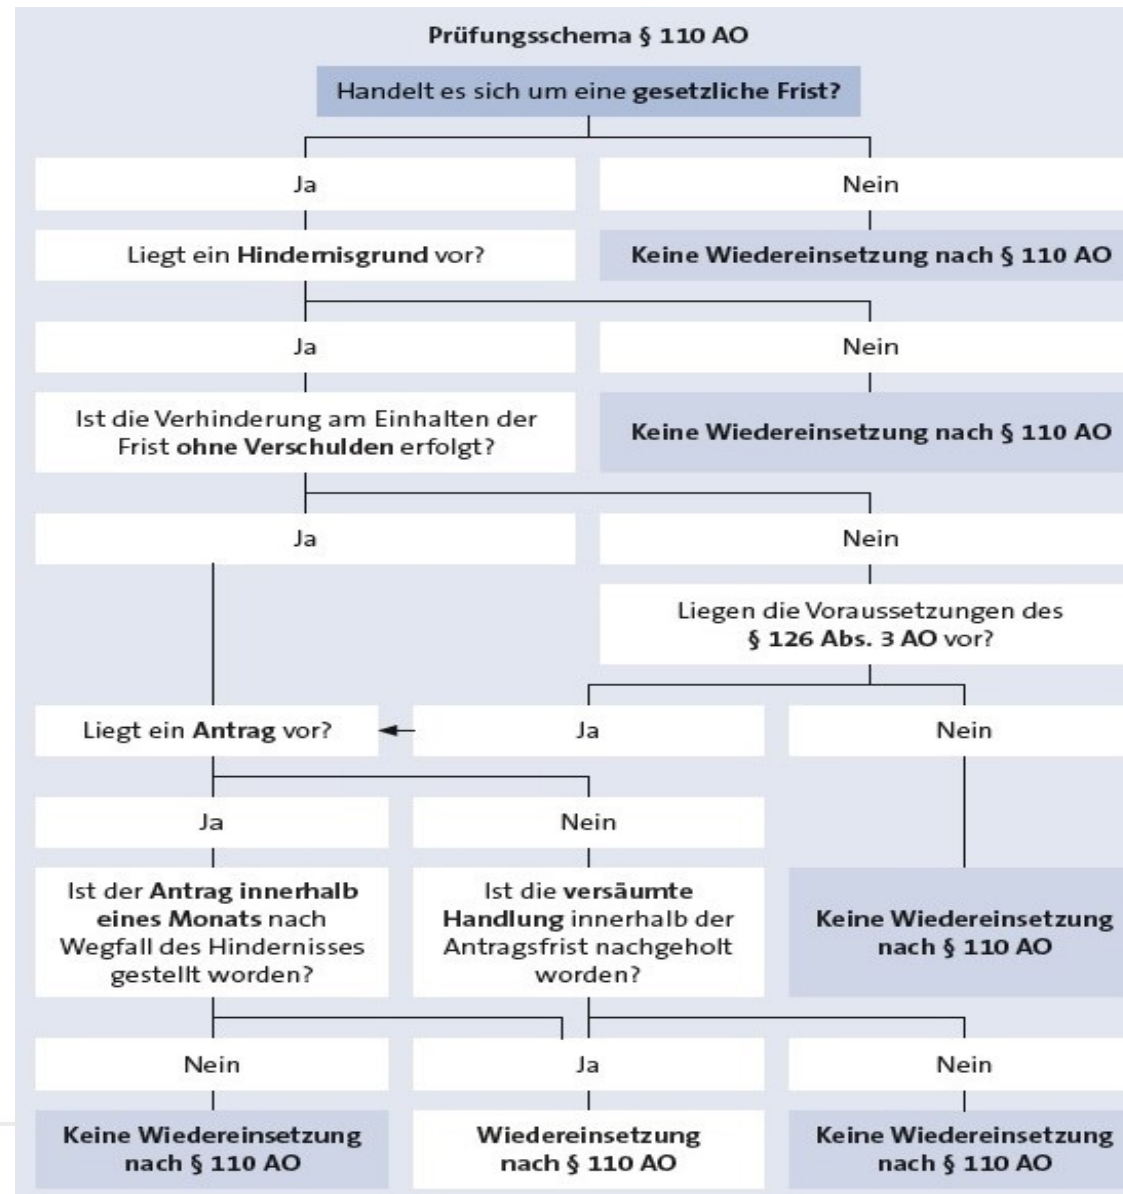 Prüfungsschema § 110 AO
Handelt es sich um eine gesetzliche Frist?
Ja
Nein
Liegt ein Hindernisgrund vor?
Keine Wiedereinsetzung nach § 110 AO
Ja
Nein
Ist die Verhinderung am Einhalten der
Frist ohne Verschulden erfolgt?
Keine Wiedereinsetzung nach § 110 AO
Ja
Nein
Liegen die Voraussetzungen des
§ 126 Abs. 3 AO vor?
Liegt ein Antrag vor?
Ja
Nein
Ja
Nein
Ist der Antrag innerhalb
eines Monats nach
Wegfall des Hindernisses
gestellt worden?
Ist die versäumte
Handlung innerhalb der
Antragsfrist nachgeholt
worden?
Keine Wiedereinsetzung
nach § 110 AO
Nein
Ja
Nein
Keine Wiedereinsetzung
nach § 110 AO
Wiedereinsetzung
nach § 110 AO
Keine Wiedereinsetzung
nach § 110 AO